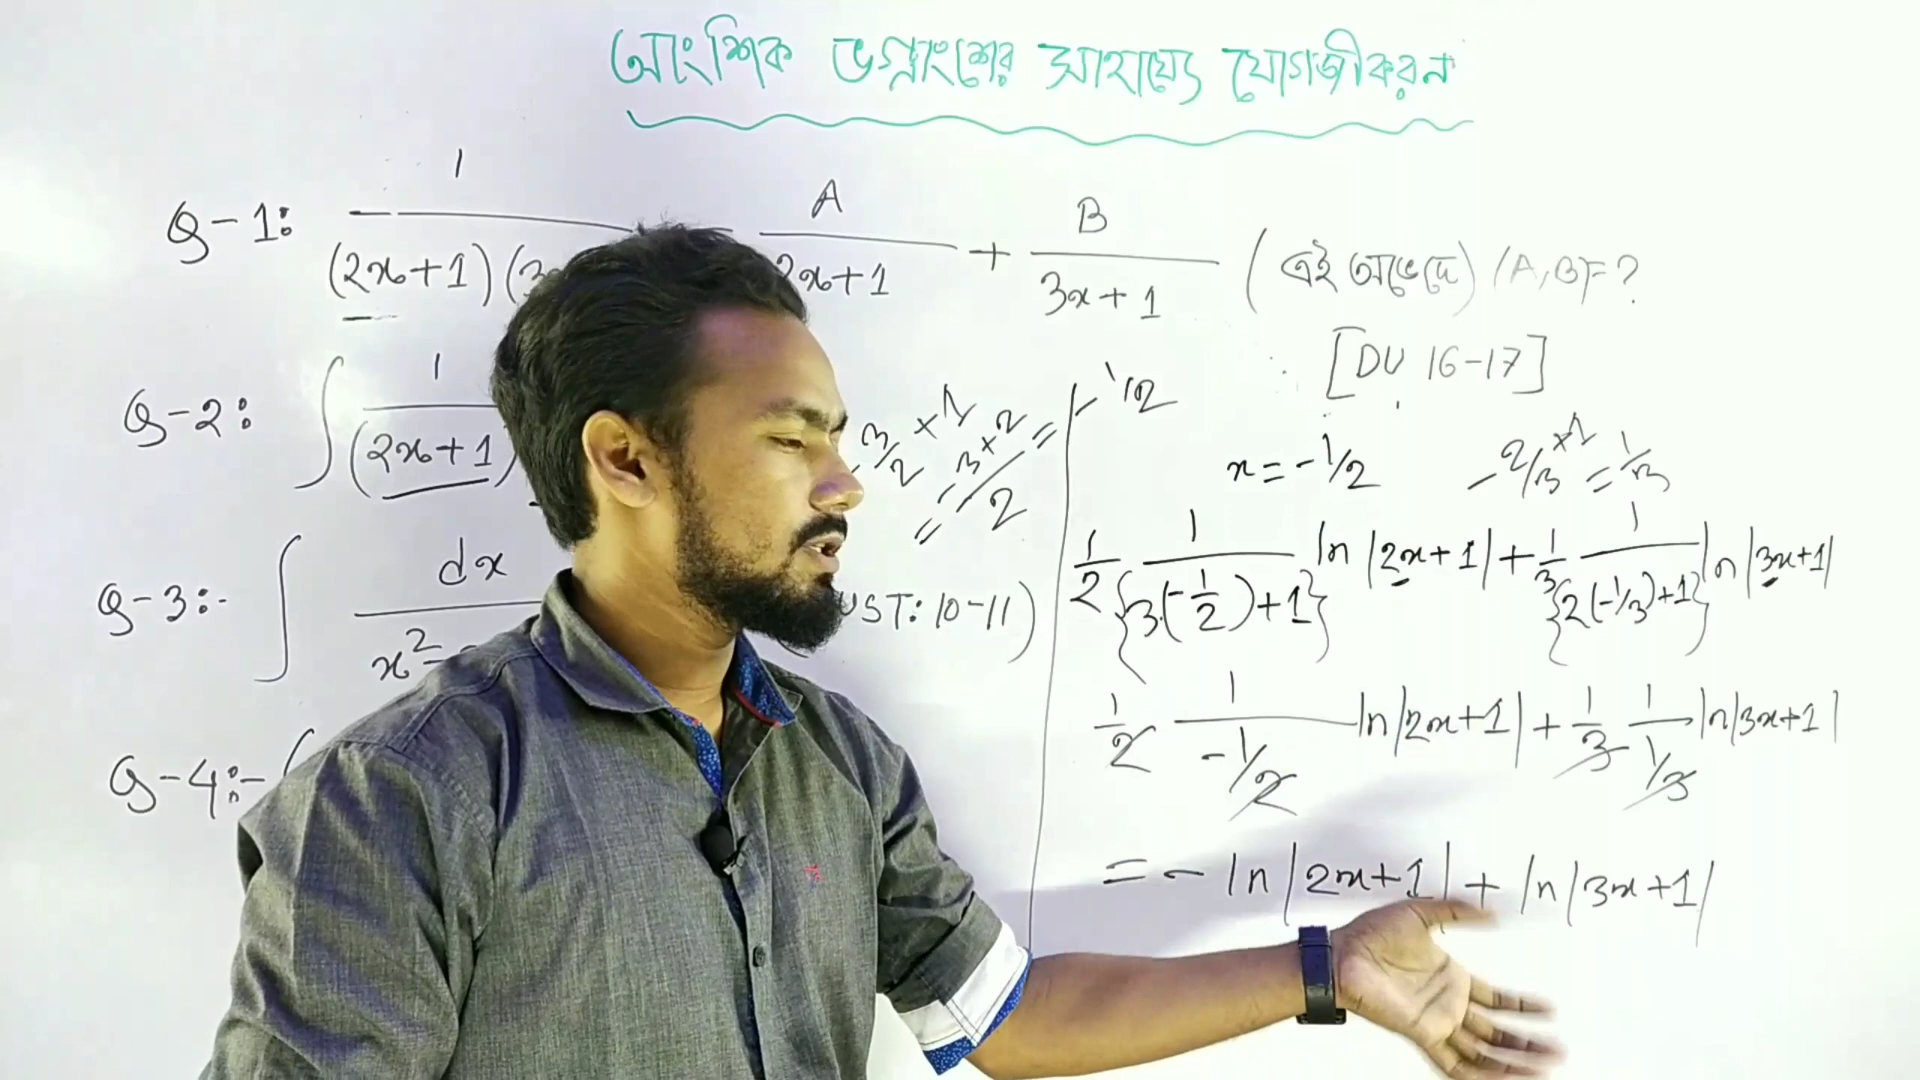 আংশিক ভগ্নাংশের সাহায্যে যোগজীকরন
Q-1: 1/(2x+1)(3 A/2x+1 + B/3x+1 (এই অভেদে) (A,B)=?
[DU 16-17]
Q-2: ∫ 1/(2x+1)
-3/2 +1
= -3+2/2 = -1/2
x = -1/2
-2/3 +1 = 1/3
1/2 1/{3.(-1/2)+1} ln|2x+1| + 1/3 1/{2(-1/3)+1} ln|3x+1|
Q-3:- ∫ dx/x²- UST: 10-11)
1/2 1/-1/2 ln|2x+1| + 1/3 1/1/3 ln|3x+1|
Q-4:-
= - ln|2x+1| + ln|3x+1|